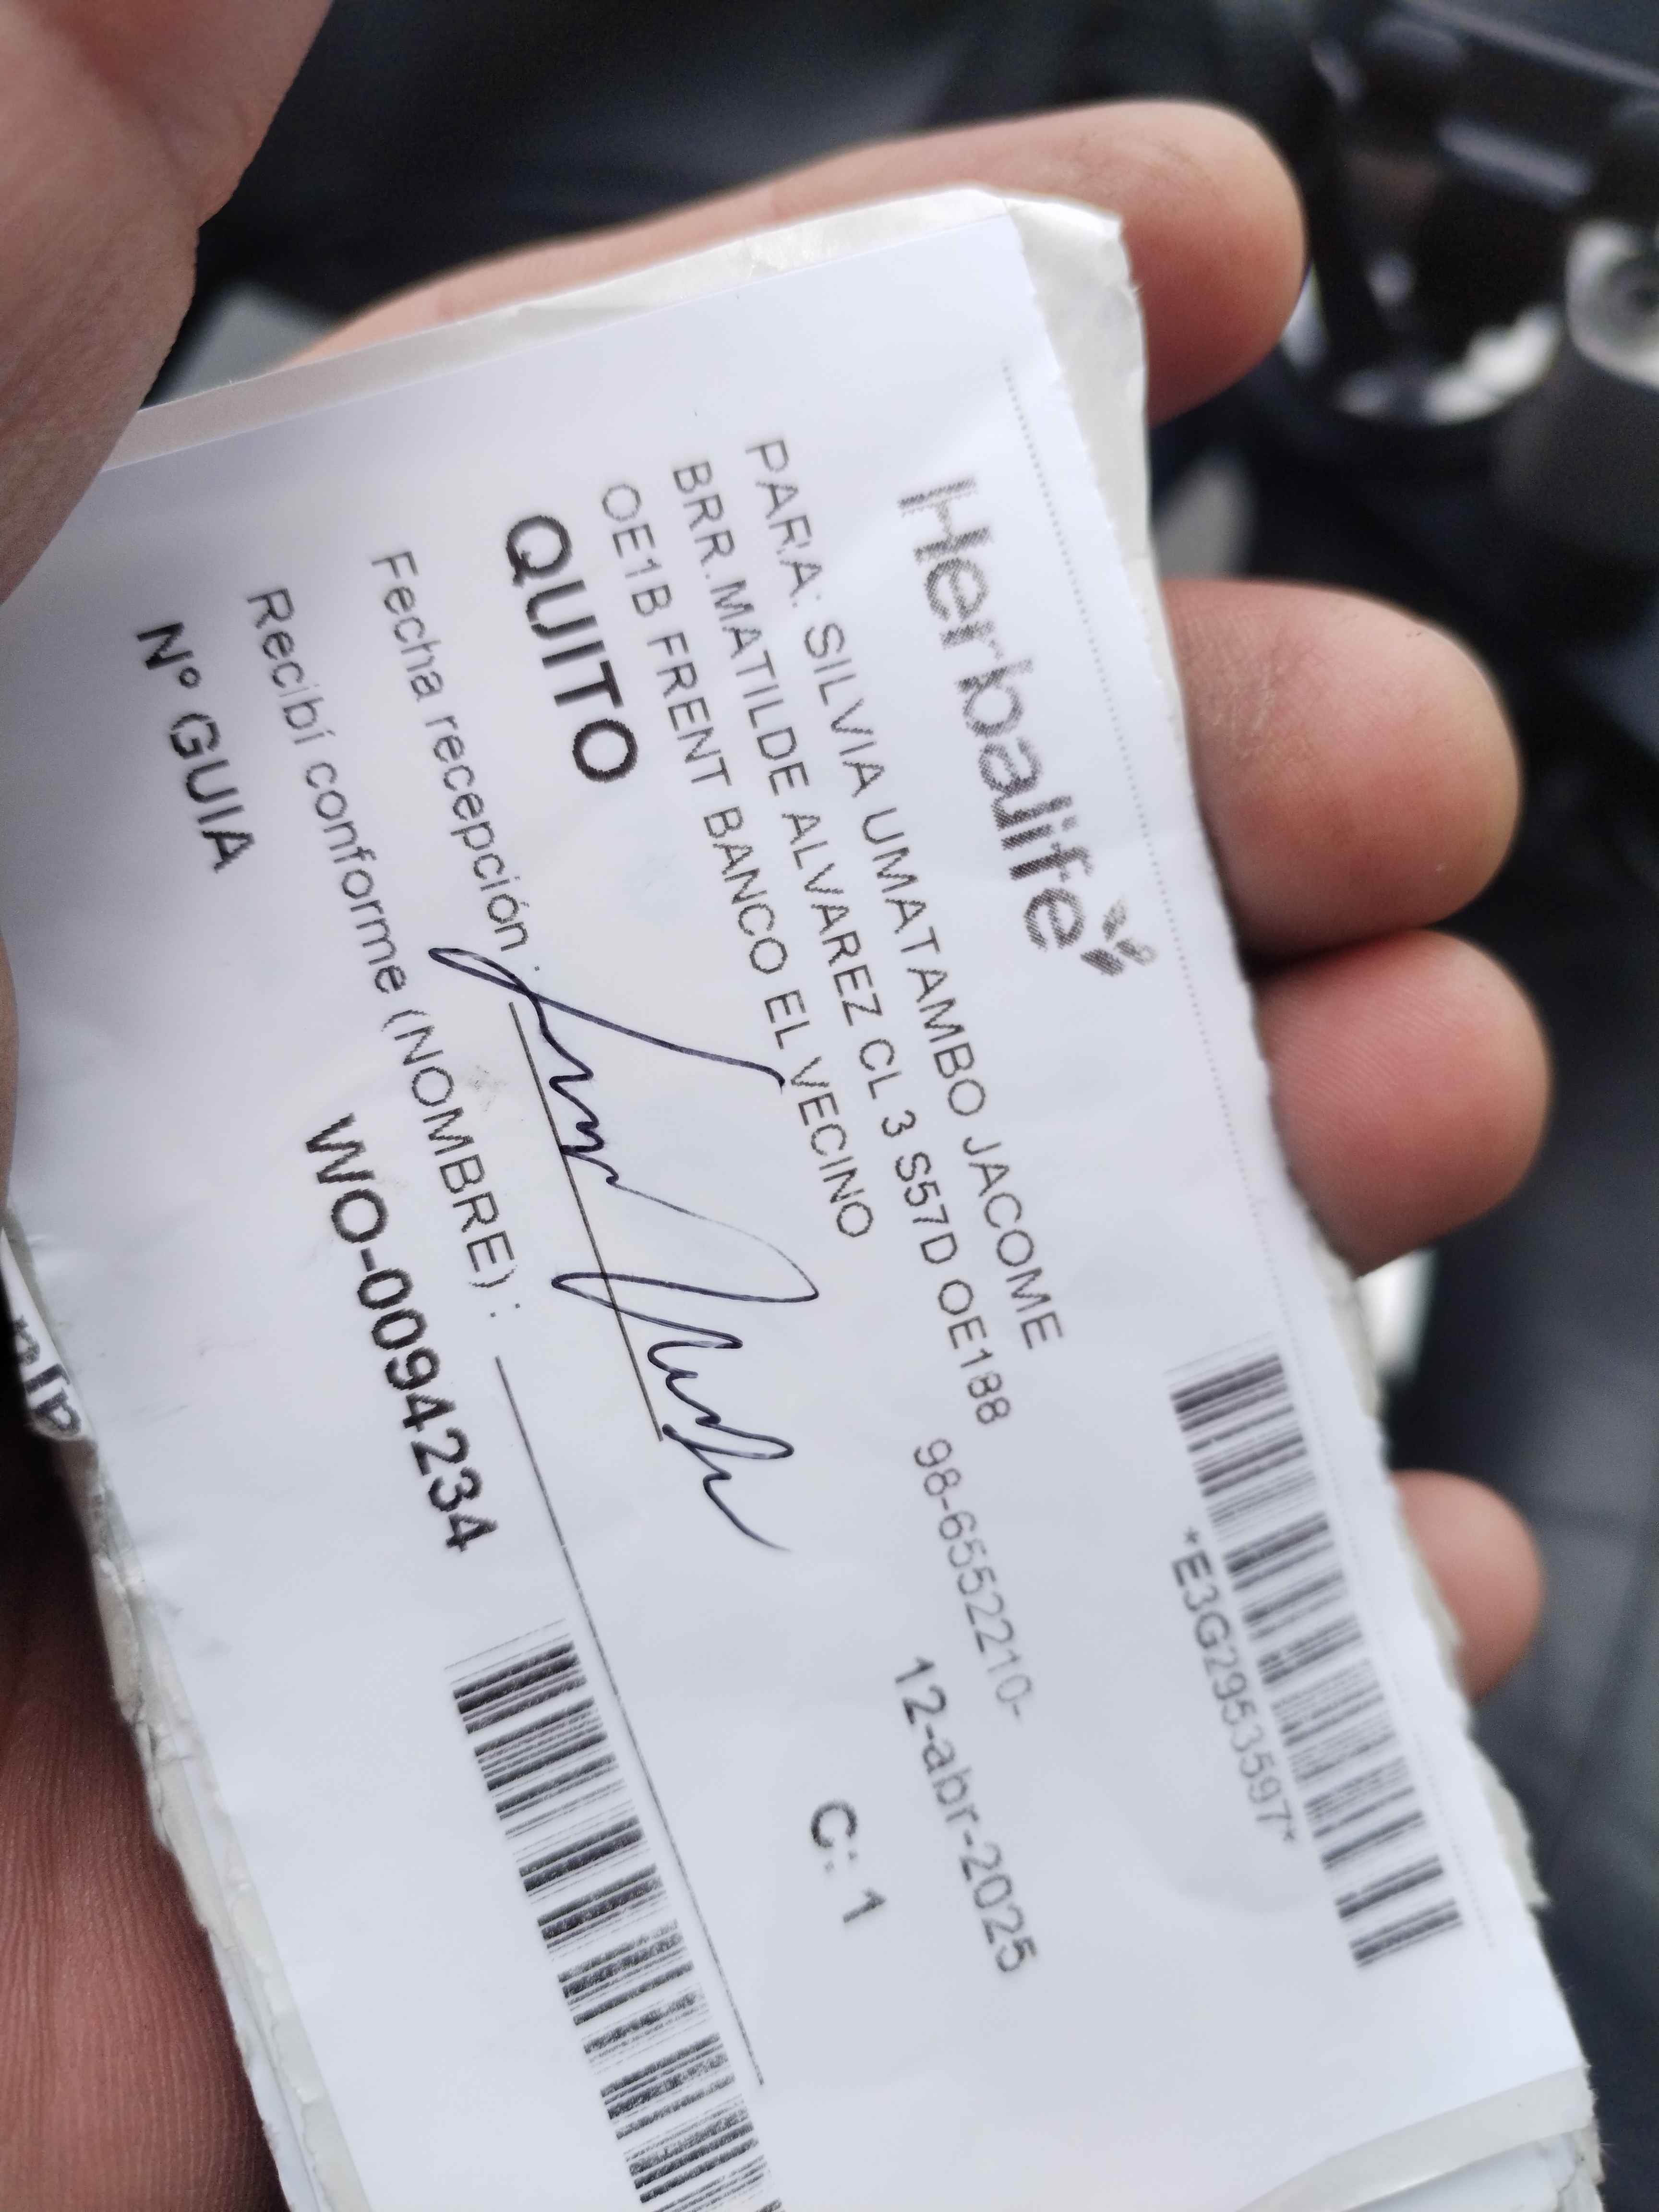 Herbalife
*E3G2953597*
PARA: SILVIA UMATAMBO JACOME
BRR.MATILDE ALVAREZ CL 3 S57D OE188
98-6552210-
OE1B FRENT BANCO EL VECINO
12-abr-2025
QUITO
C: 1
Fecha recepción :
Recibí conforme (NOMBRE) :
Nº GUIA
WO-0094234